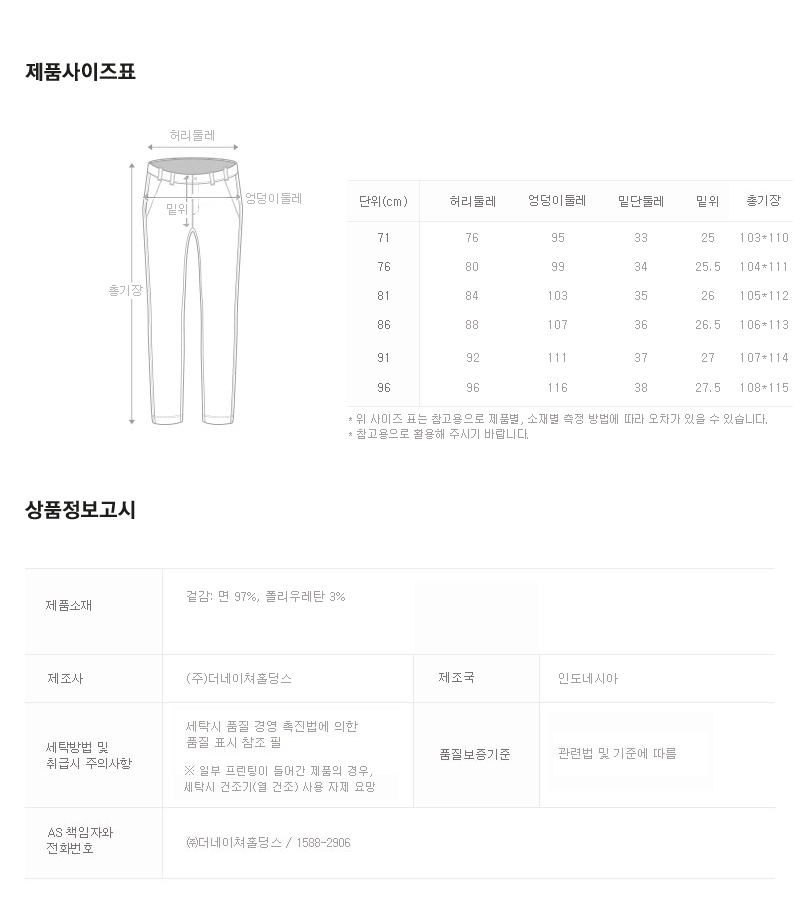 제품사이즈표
허리둘레
엉덩이둘레
밑위
총기장
단위(cm) 허리둘레 엉덩이둘레 밑단둘레 밑위 총기장
71 76 95 33 25 103*110
76 80 99 34 25.5 104*111
81 84 103 35 26 105*112
86 88 107 36 26.5 106*113
91 92 111 37 27 107*114
96 96 116 38 27.5 108*115
* 위 사이즈 표는 참고용으로 제품별, 소재별 측정 방법에 따라 오차가 있을 수 있습니다.
* 참고용으로 활용해 주시기 바랍니다.
상품정보고시
제품소재 겉감: 면 97%, 폴리우레탄 3%
제조사 (주)더네이쳐홀딩스 제조국 인도네시아
세탁방법 및
취급시 주의사항
세탁시 품질 경영 촉진법에 의한
품질 표시 참조 필
※ 일부 프린팅이 들어간 제품의 경우,
세탁시 건조기(열 건조) 사용 자제 요망
품질보증기준 관련법 및 기준에 따름
AS 책임자와
전화번호
㈜더네이쳐홀딩스 / 1588-2906